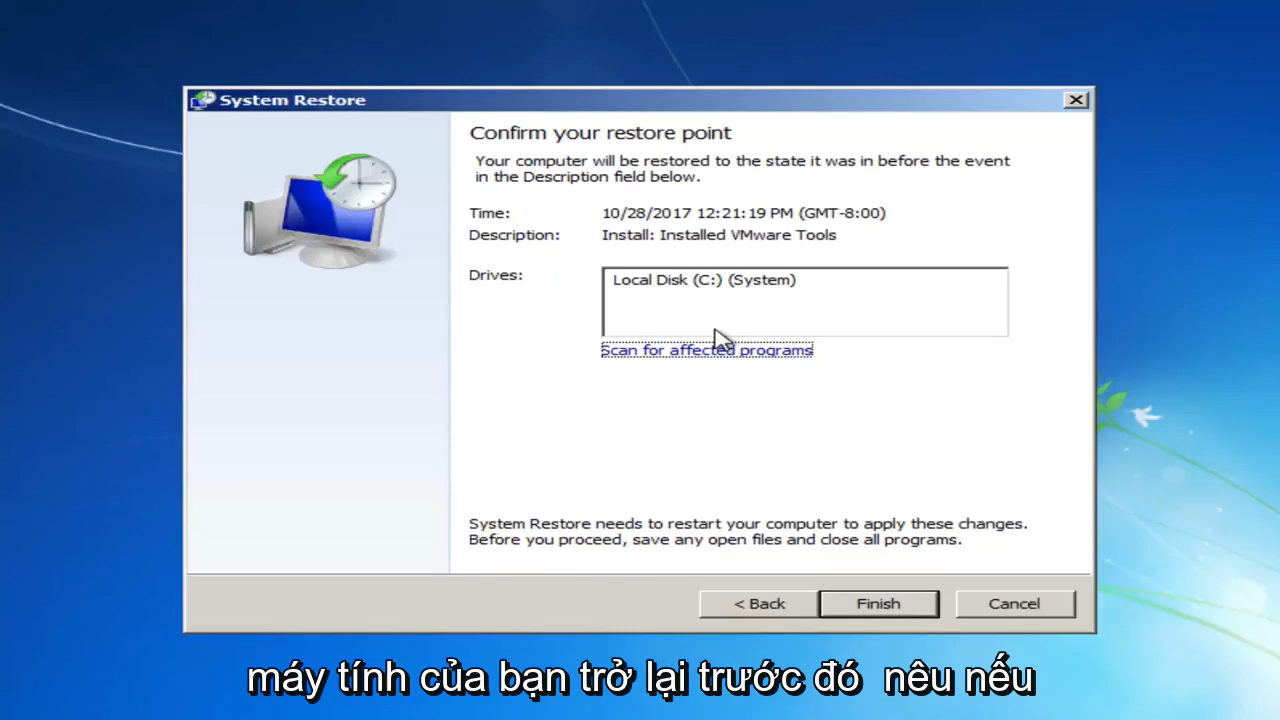 System Restore
Confirm your restore point
Your computer will be restored to the state it was in before the event
in the Description field below.
Time: 10/28/2017 12:21:19 PM (GMT-8:00)
Description: Install: Installed VMware Tools
Drives: Local Disk (C:) (System)
Scan for affected programs
System Restore needs to restart your computer to apply these changes.
Before you proceed, save any open files and close all programs.
< Back Finish Cancel
máy tính của bạn trở lại trước đó nêu nếu